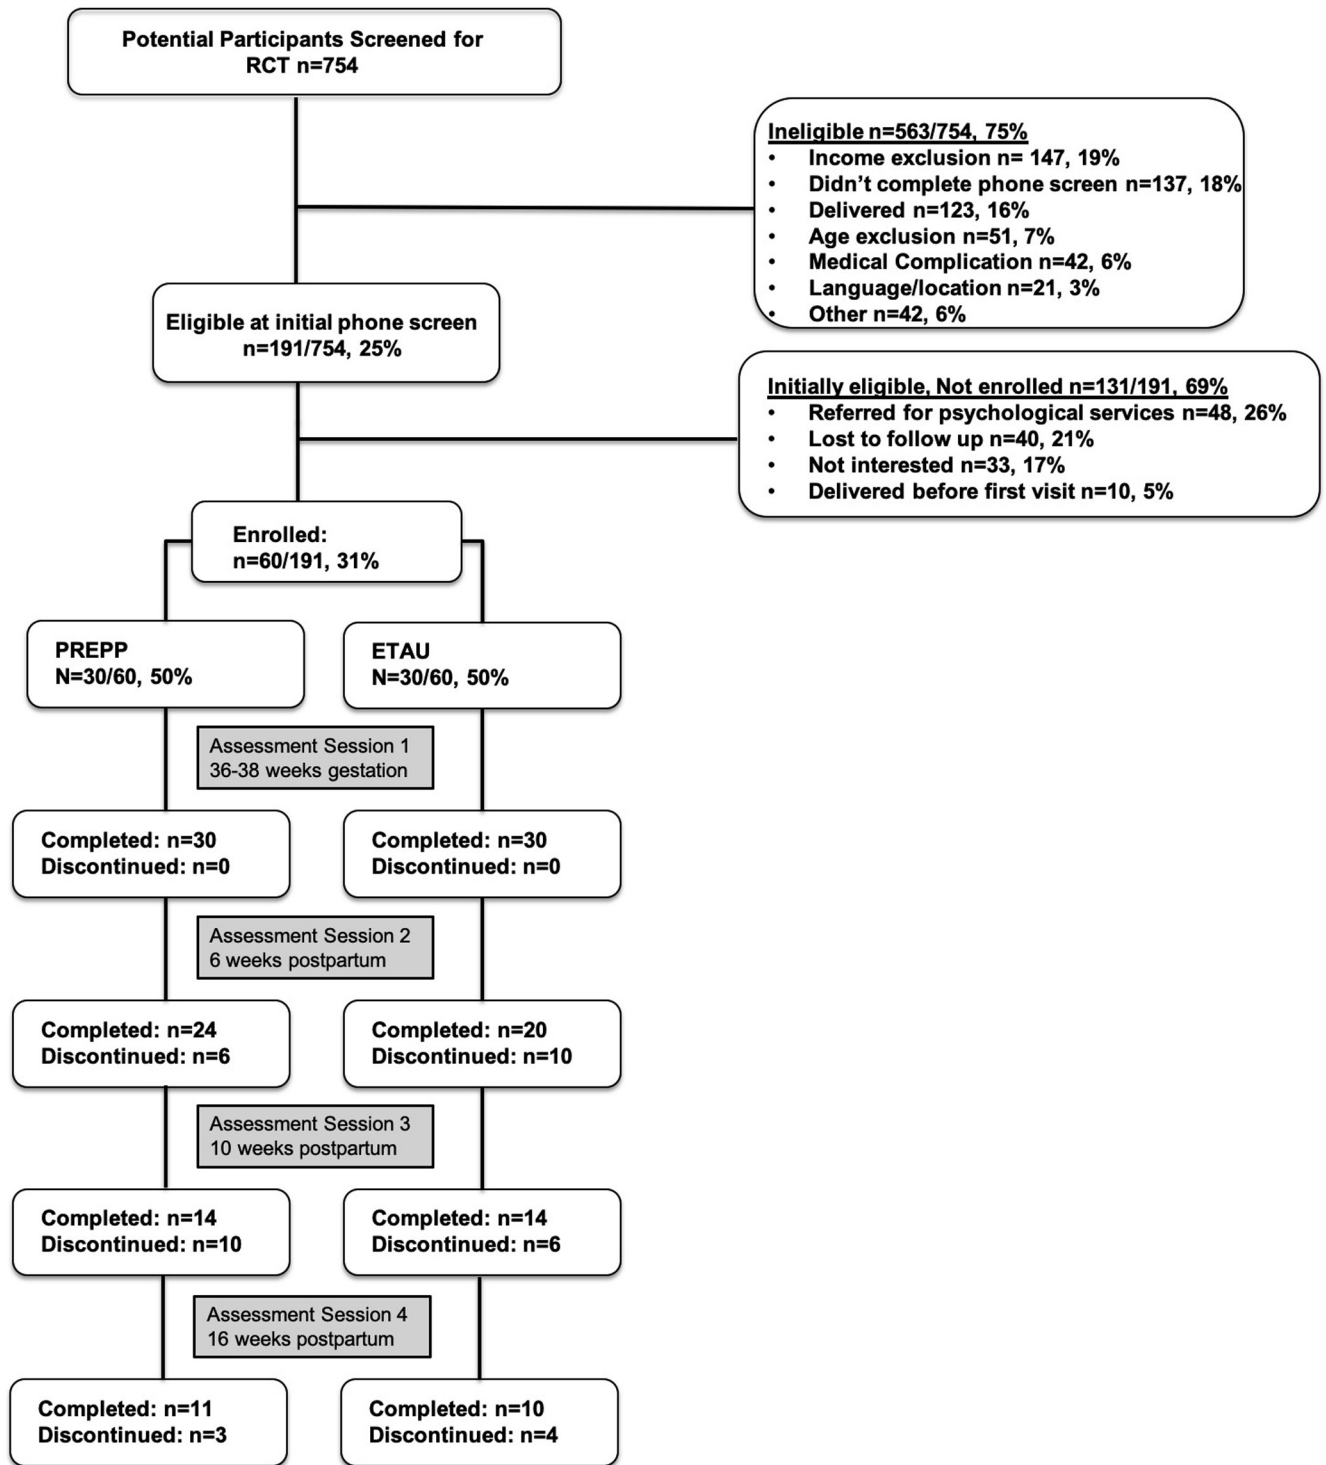 Potential Participants Screened for
RCT n=754
Ineligible n=563/754, 75%
• Income exclusion n= 147, 19%
• Didn't complete phone screen n=137, 18%
• Delivered n=123, 16%
• Age exclusion n=51, 7%
• Medical Complication n=42, 6%
• Language/location n=21, 3%
• Other n=42, 6%
Eligible at initial phone screen
n=191/754, 25%
Initially eligible, Not enrolled n=131/191, 69%
• Referred for psychological services n=48, 26%
• Lost to follow up n=40, 21%
• Not interested n=33, 17%
• Delivered before first visit n=10, 5%
Enrolled:
n=60/191, 31%
PREPP
N=30/60, 50%
ETAU
N=30/60, 50%
Assessment Session 1
36-38 weeks gestation
Completed: n=30
Discontinued: n=0
Completed: n=30
Discontinued: n=0
Assessment Session 2
6 weeks postpartum
Completed: n=24
Discontinued: n=6
Completed: n=20
Discontinued: n=10
Assessment Session 3
10 weeks postpartum
Completed: n=14
Discontinued: n=10
Completed: n=14
Discontinued: n=6
Assessment Session 4
16 weeks postpartum
Completed: n=11
Discontinued: n=3
Completed: n=10
Discontinued: n=4